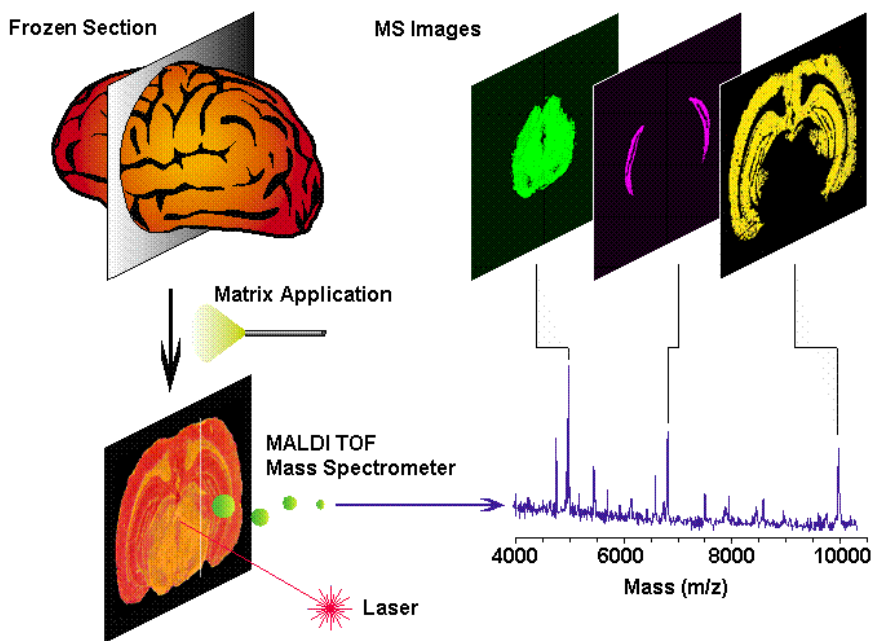 Frozen Section
MS Images
Matrix Application
MALDI TOF
Mass Spectrometer
Laser
4000 6000 8000 10000
Mass (m/z)